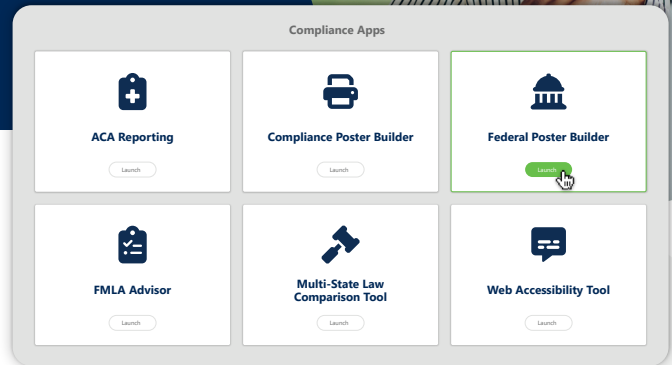 Compliance Apps
ACA Reporting
Launch
Compliance Poster Builder
Launch
Federal Poster Builder
Launch
FMLA Advisor
Launch
Multi-State Law
Comparison Tool
Launch
Web Accessibility Tool
Launch